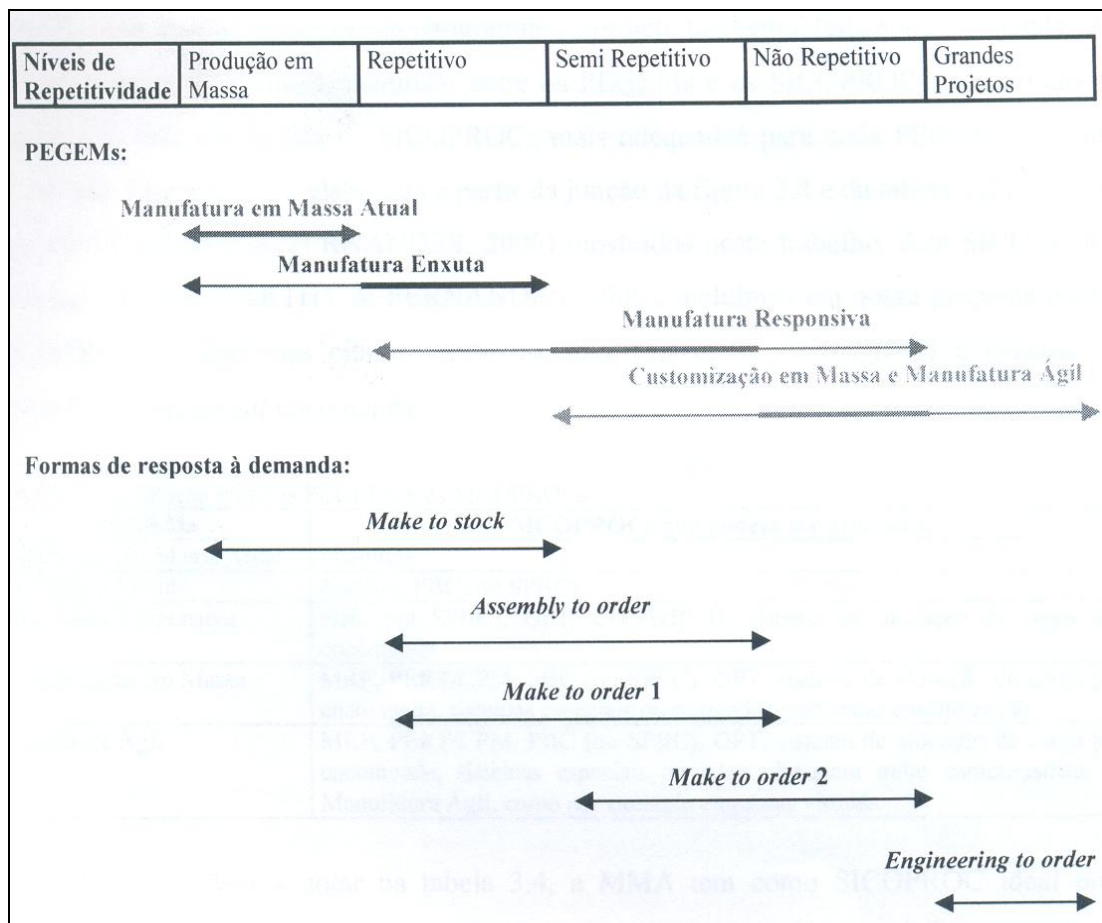 Níveis de Repetitividade
Produção em Massa
Repetitivo
Semi Repetitivo
Não Repetitivo
Grandes Projetos
PEGEMs:
Manufatura em Massa Atual
Manufatura Enxuta
Manufatura Responsiva
Customização em Massa e Manufatura Ágil
Formas de resposta à demanda:
Make to stock
Assembly to order
Make to order 1
Make to order 2
Engineering to order